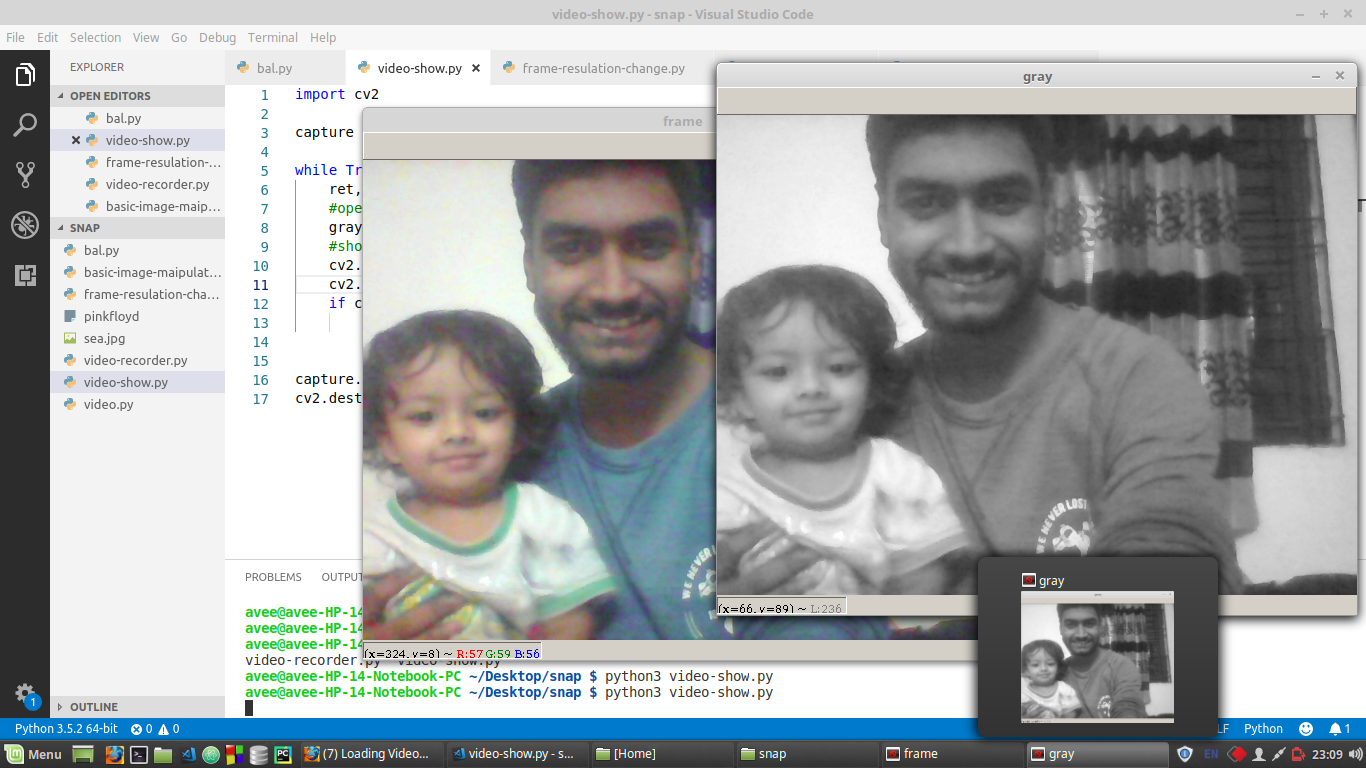 video-show.py - snap - Visual Studio Code
File Edit Selection View Go Debug Terminal Help
EXPLORER
OPEN EDITORS
bal.py
video-show.py
frame-resulation-...
video-recorder.py
basic-image-maip...
SNAP
bal.py
basic-image-maipulat...
frame-resulation-cha...
pinkfloyd
sea.jpg
video-recorder.py
video-show.py
video.py
OUTLINE
bal.py video-show.py frame-resulation-change.py
1 import cv2
2
3 capture
4
5 while Tr
6 ret,
7 #ope
8 gray
9 #sho
10 cv2.
11 cv2.
12 if c
13
14
15
16 capture.
17 cv2.dest
frame
WE NEVER L
(x=324, y=8) ~ R:57 G:59 B:56
gray
WE NEVER LOST
(x=66, y=89) ~ L:236
gray
PROBLEMS OUTPU
avee@avee-HP-14
avee@avee-HP-14
avee@avee-HP-14
video-recorder.py video-show.py
avee@avee-HP-14-Notebook-PC ~/Desktop/snap $ python3 video-show.py
avee@avee-HP-14-Notebook-PC ~/Desktop/snap $ python3 video-show.py
1 Python 3.5.2 64-bit 0 0 LF Python 1
Menu (7) Loading Video... video-show.py - s... [Home] snap frame gray EN 23:09